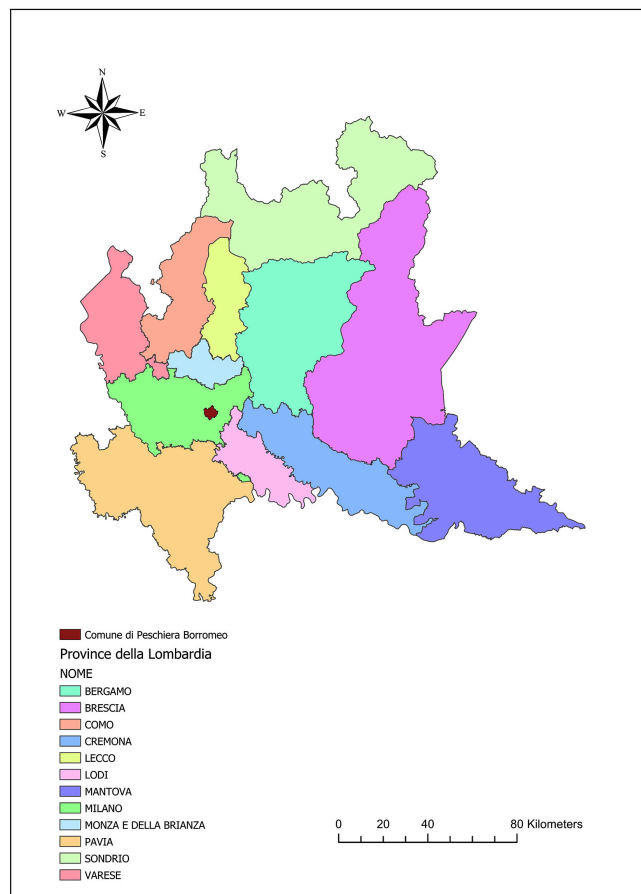 N
W E
S
Comune di Peschiera Borromeo
Province della Lombardia
NOME
BERGAMO
BRESCIA
COMO
CREMONA
LECCO
LODI
MANTOVA
MILANO
MONZA E DELLA BRIANZA
PAVIA
SONDRIO
VARESE
0 20 40 80 Kilometers